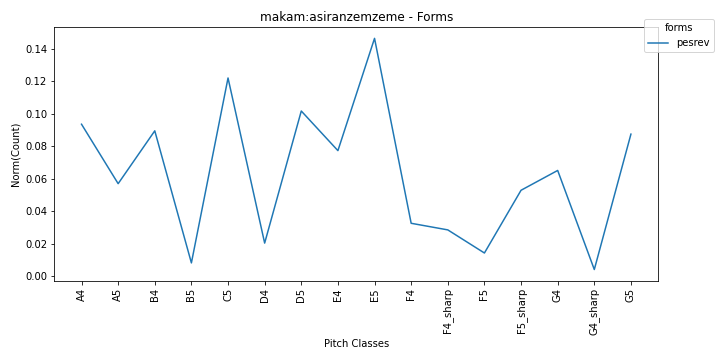 makam:asiranzemzeme - Forms
forms
pesrev
Norm(Count)
0.14
0.12
0.10
0.08
0.06
0.04
0.02
0.00
A4
A5
B4
B5
C5
D4
D5
E4
E5
F4
F4_sharp
F5
F5_sharp
G4
G4_sharp
G5
Pitch Classes